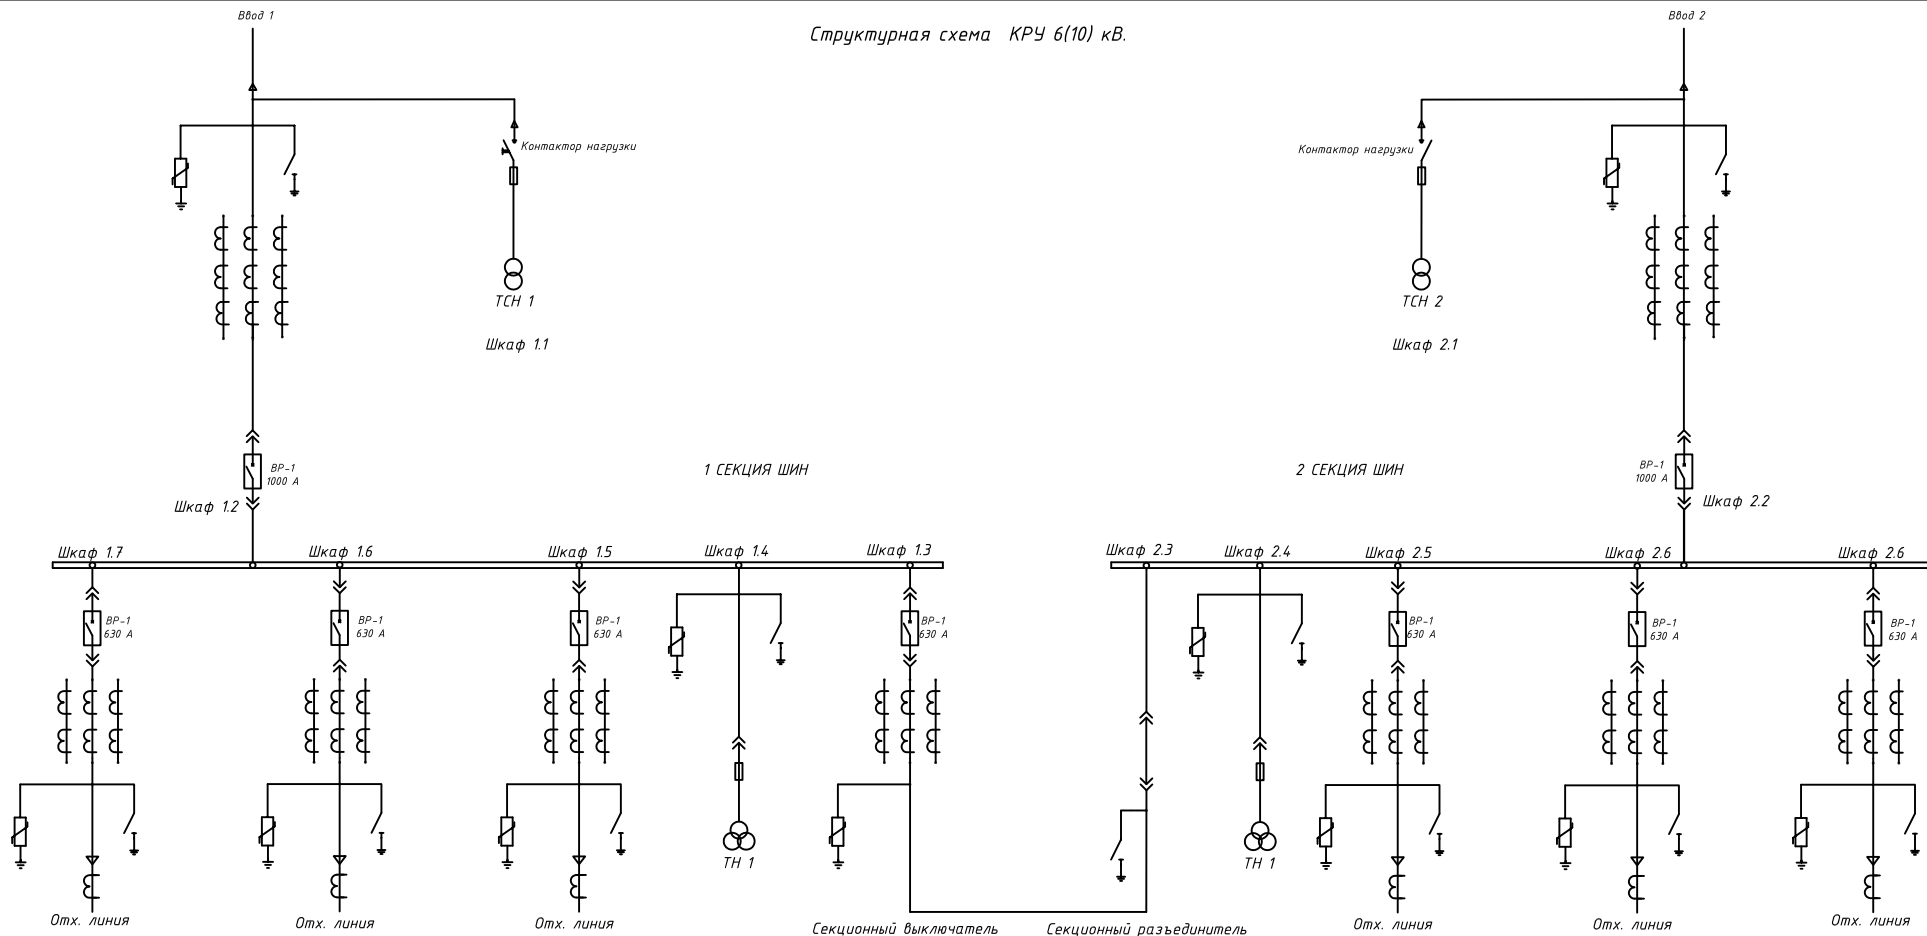 Ввод 1
Структурная схема КРУ 6(10) кВ.
Ввод 2
Контактор нагрузки
Контактор нагрузки
ТСН 1
ТСН 2
Шкаф 1.1
Шкаф 2.1
ВР-1
1000 А
1 СЕКЦИЯ ШИН
2 СЕКЦИЯ ШИН
ВР-1
1000 А
Шкаф 1.2
Шкаф 2.2
Шкаф 1.7
Шкаф 1.6
Шкаф 1.5
Шкаф 1.4
Шкаф 1.3
Шкаф 2.3
Шкаф 2.4
Шкаф 2.5
Шкаф 2.6
Шкаф 2.6
ВР-1
630 А
ВР-1
630 А
ВР-1
630 А
ВР-1
630 А
ВР-1
630 А
ВР-1
630 А
ВР-1
630 А
ТН 1
ТН 1
Отх. линия
Отх. линия
Отх. линия
Секционный выключатель
Секционный разъединитель
Отх. линия
Отх. линия
Отх. линия